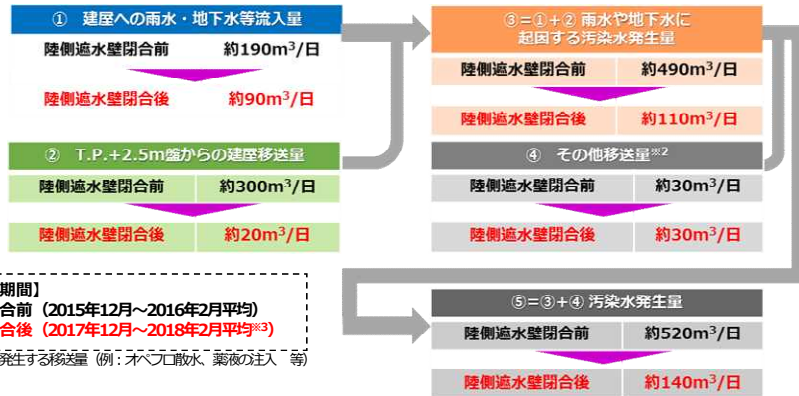 ① 建屋への雨水・地下水等流入量
陸側遮水壁閉合前 約190m³/日
陸側遮水壁閉合後 約90m³/日
② T.P.+2.5m盤からの建屋移送量
陸側遮水壁閉合前 約300m³/日
陸側遮水壁閉合後 約20m³/日
③=①+② 雨水や地下水に
起因する汚染水発生量
陸側遮水壁閉合前 約490m³/日
陸側遮水壁閉合後 約110m³/日
④ その他移送量※2
陸側遮水壁閉合前 約30m³/日
陸側遮水壁閉合後 約30m³/日
⑤=③+④ 汚染水発生量
陸側遮水壁閉合前 約520m³/日
陸側遮水壁閉合後 約140m³/日
期間】
合前（2015年12月～2016年2月平均）
合後（2017年12月～2018年2月平均※3）
発生する移送量（例：オペフロ散水、薬液の注入 等）